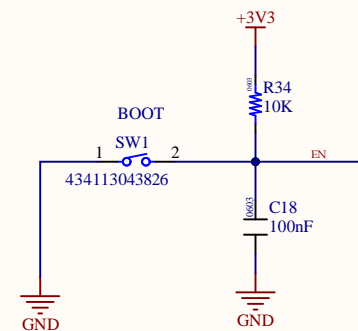 +3V3
0603
R34
10K
BOOT
SW1
1
2
EN
434113043826
0603
C18
100nF
GND
GND